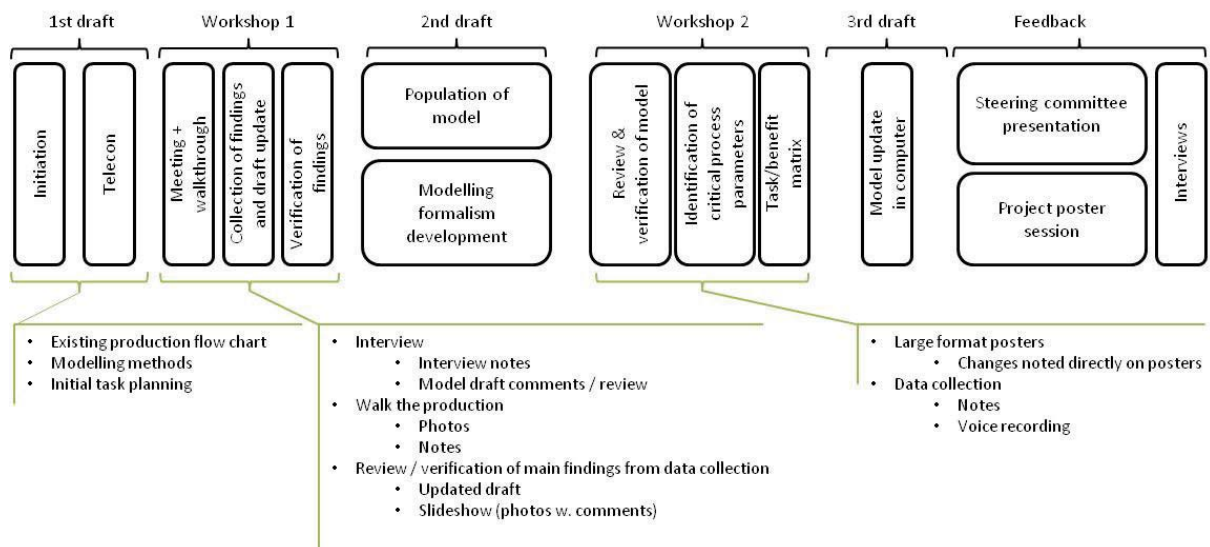 1st draft
Workshop 1
2nd draft
Workshop 2
3rd draft
Feedback
Initiation
Telecon
Meeting +
walkthrough
Collection of findings
and draft update
Verification of
findings
Population of
model
Modelling
formalism
development
Review &
verification of model
Identification of
critical process
parameters
Task/benefit
matrix
Model update
in computer
Steering committee
presentation
Project poster
session
Interviews
• Existing production flow chart
• Modelling methods
• Initial task planning
• Interview
• Interview notes
• Model draft comments / review
• Walk the production
• Photos
• Notes
• Review / verification of main findings from data collection
• Updated draft
• Slideshow (photos w. comments)
• Large format posters
• Changes noted directly on posters
• Data collection
• Notes
• Voice recording